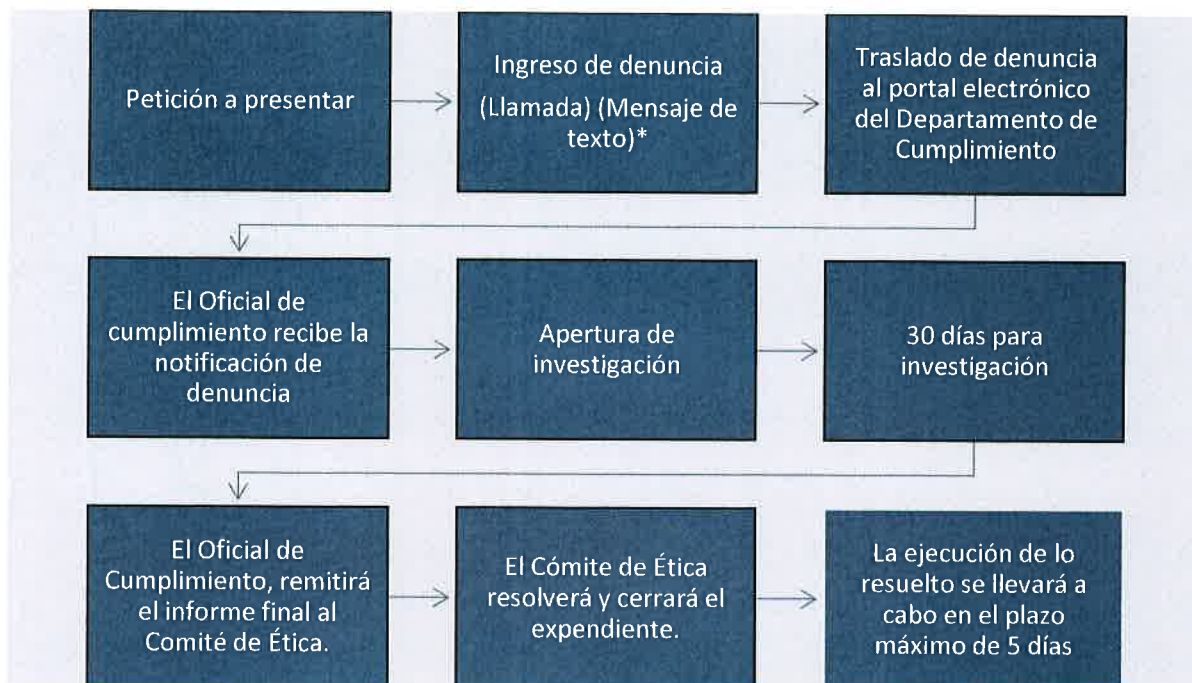 Petición a presentar
Ingreso de denuncia
(Llamada) (Mensaje de
texto)*
Traslado de denuncia
al portal electrónico
del Departamento de
Cumplimiento
El Oficial de
cumplimiento recibe la
notificación de
denuncia
Apertura de
investigación
30 días para
investigación
El Oficial de
Cumplimiento, remitirá
el informe final al
Comité de Ética.
El Cómite de Ética
resolverá y cerrará el
expendiente.
La ejecución de lo
resuelto se llevará a
cabo en el plazo
máximo de 5 días